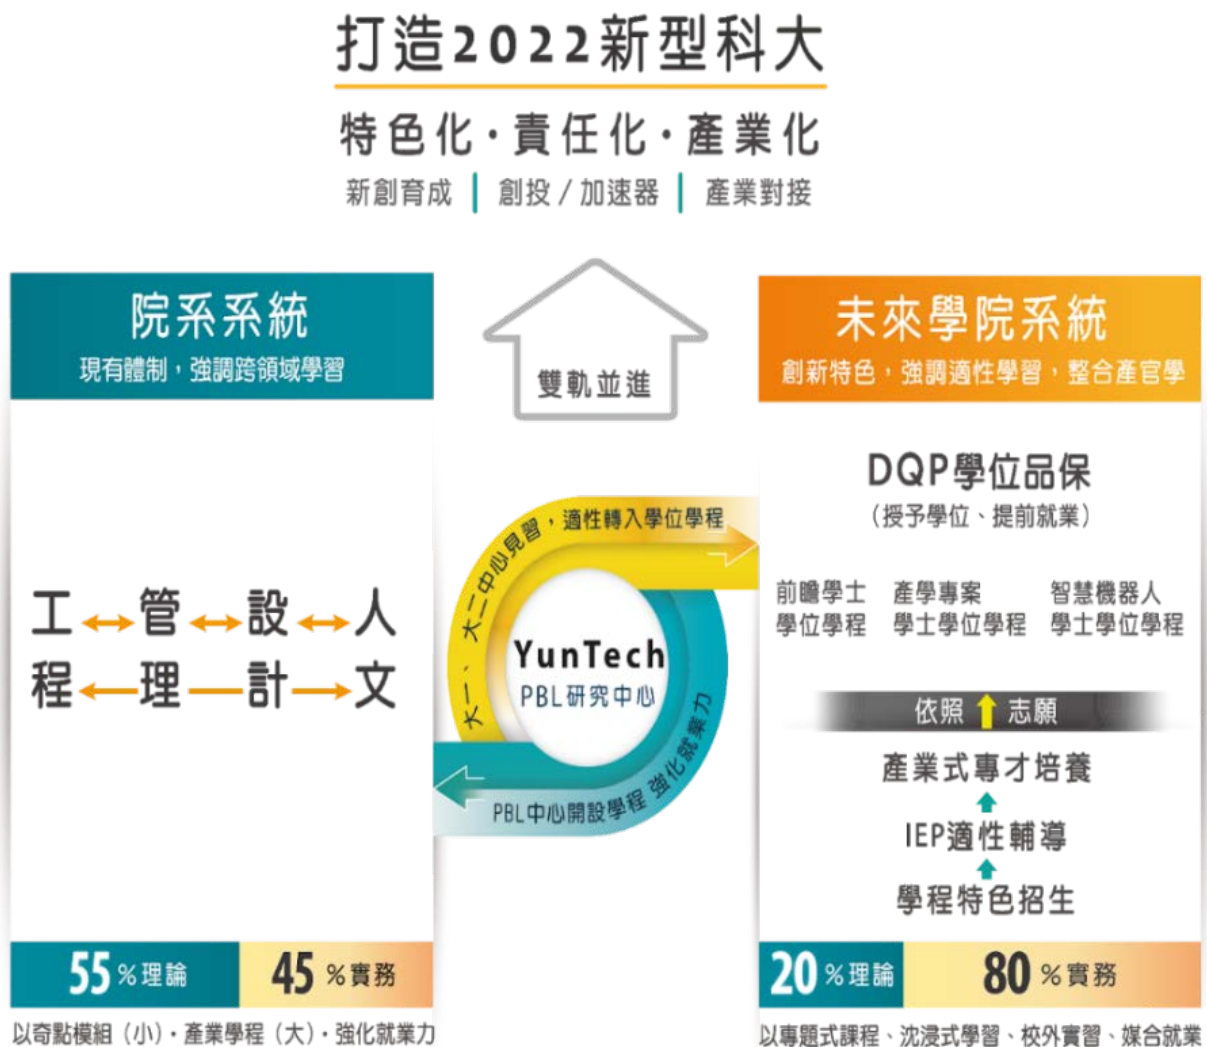 打造2022新型科大
特色化·責任化·產業化
新創育成 | 創投/加速器 | 產業對接
院系系統
現有體制，強調跨領域學習
工 管 設 人
程 理 計 文
55%理論 45%實務
以奇點模組（小）·產業學程（大）·強化就業力
雙軌並進
大一、大二中心見習，適性轉入學位學程
YunTech
PBL研究中心
PBL中心開設學程 強化就業力
未來學院系統
創新特色，強調適性學習，整合產官學
DQP學位品保
（授予學位、提前就業）
前瞻學士 產學專案 智慧機器人
學位學程 學士學位學程 學士學位學程
依照 志願
產業式專才培養
IEP適性輔導
學程特色招生
20%理論 80%實務
以專題式課程、沈浸式學習、校外實習、媒合就業